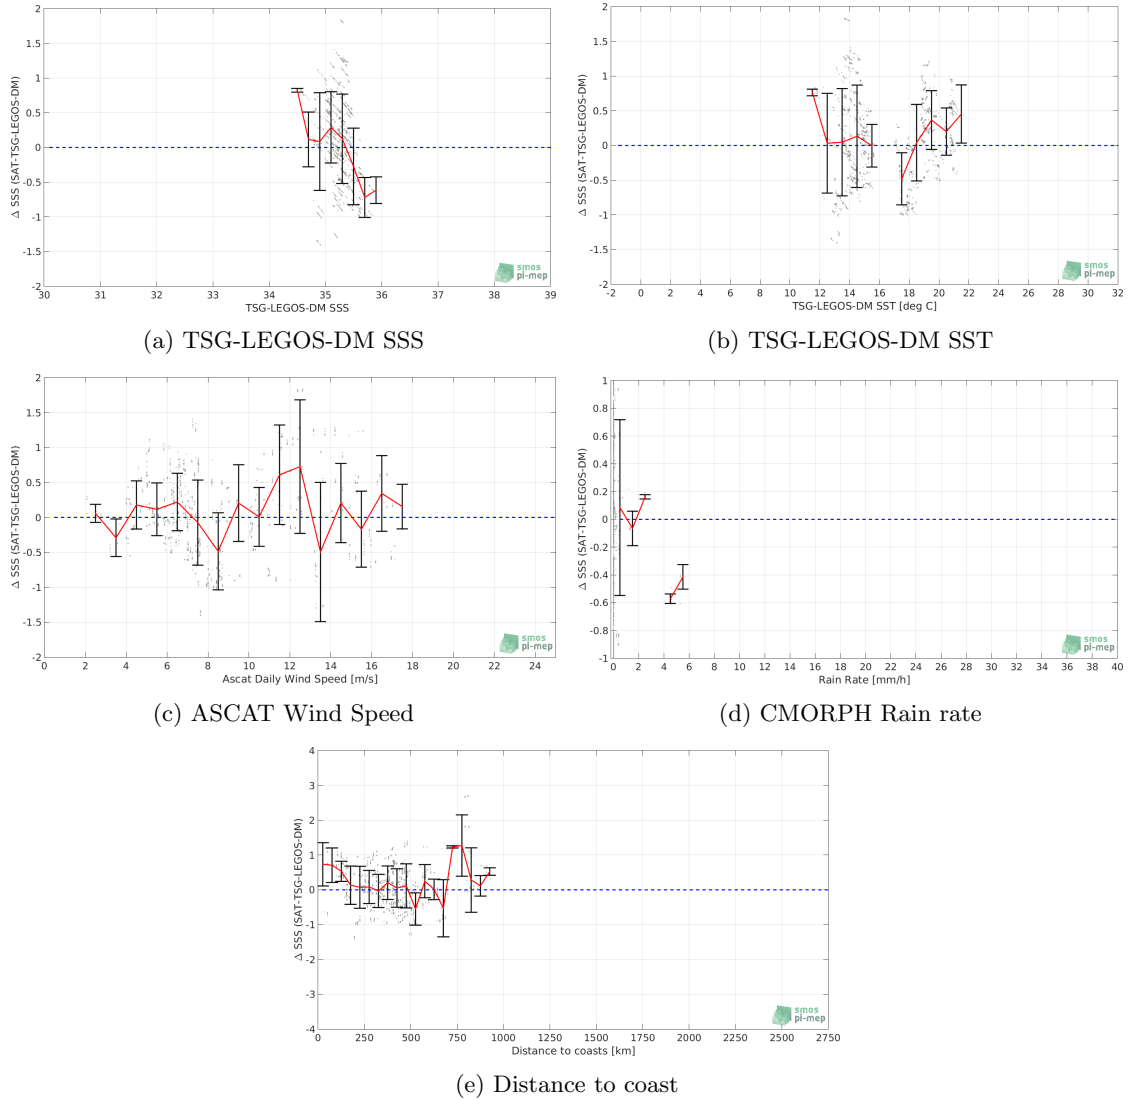 2
1.5
1
0.5
0
-0.5
-1
-1.5
-2
Δ SSS (SAT-TSG-LEGOS-DM)
30 31 32 33 34 35 36 37 38 39
TSG-LEGOS-DM SSS
smos
pi-mep
(a) TSG-LEGOS-DM SSS
2
1.5
1
0.5
0
-0.5
-1
-1.5
-2
Δ SSS (SAT-TSG-LEGOS-DM)
-2 0 2 4 6 8 10 12 14 16 18 20 22 24 26 28 30 32
TSG-LEGOS-DM SST [deg C]
smos
pi-mep
(b) TSG-LEGOS-DM SST
2
1.5
1
0.5
0
-0.5
-1
-1.5
-2
Δ SSS (SAT-TSG-LEGOS-DM)
0 2 4 6 8 10 12 14 16 18 20 22 24
Ascat Daily Wind Speed [m/s]
smos
pi-mep
(c) ASCAT Wind Speed
1
0.8
0.6
0.4
0.2
0
-0.2
-0.4
-0.6
-0.8
-1
Δ SSS (SAT-TSG-LEGOS-DM)
0 2 4 6 8 10 12 14 16 18 20 22 24 26 28 30 32 34 36 38 40
Rain Rate [mm/h]
smos
pi-mep
(d) CMORPH Rain rate
4
3
2
1
0
-1
-2
-3
-4
Δ SSS (SAT-TSG-LEGOS-DM)
0 250 500 750 1000 1250 1500 1750 2000 2250 2500 2750
Distance to coasts [km]
smos
pi-mep
(e) Distance to coast